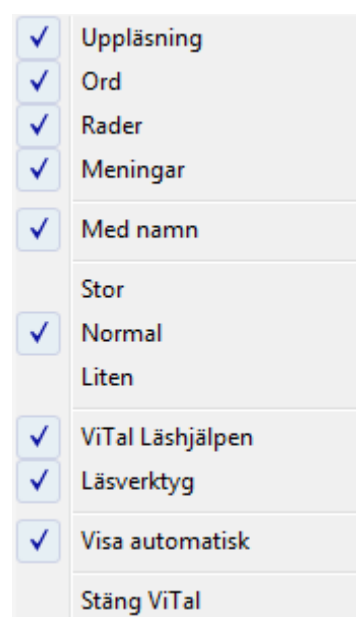 Uppläsning
Ord
Rader
Meningar
Med namn
Stor
Normal
Liten
ViTal Läshjälpen
Läsverktyg
Visa automatisk
Stäng ViTal